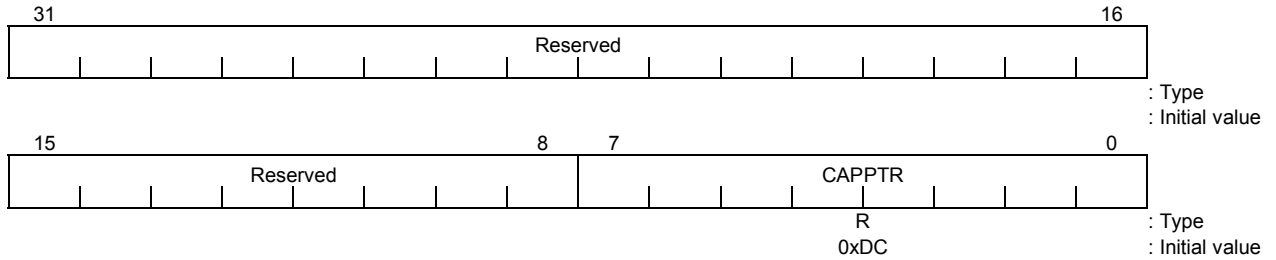 31 16
Reserved
: Type
: Initial value
15 8 7 0
Reserved CAPPTR
R : Type
0xDC : Initial value